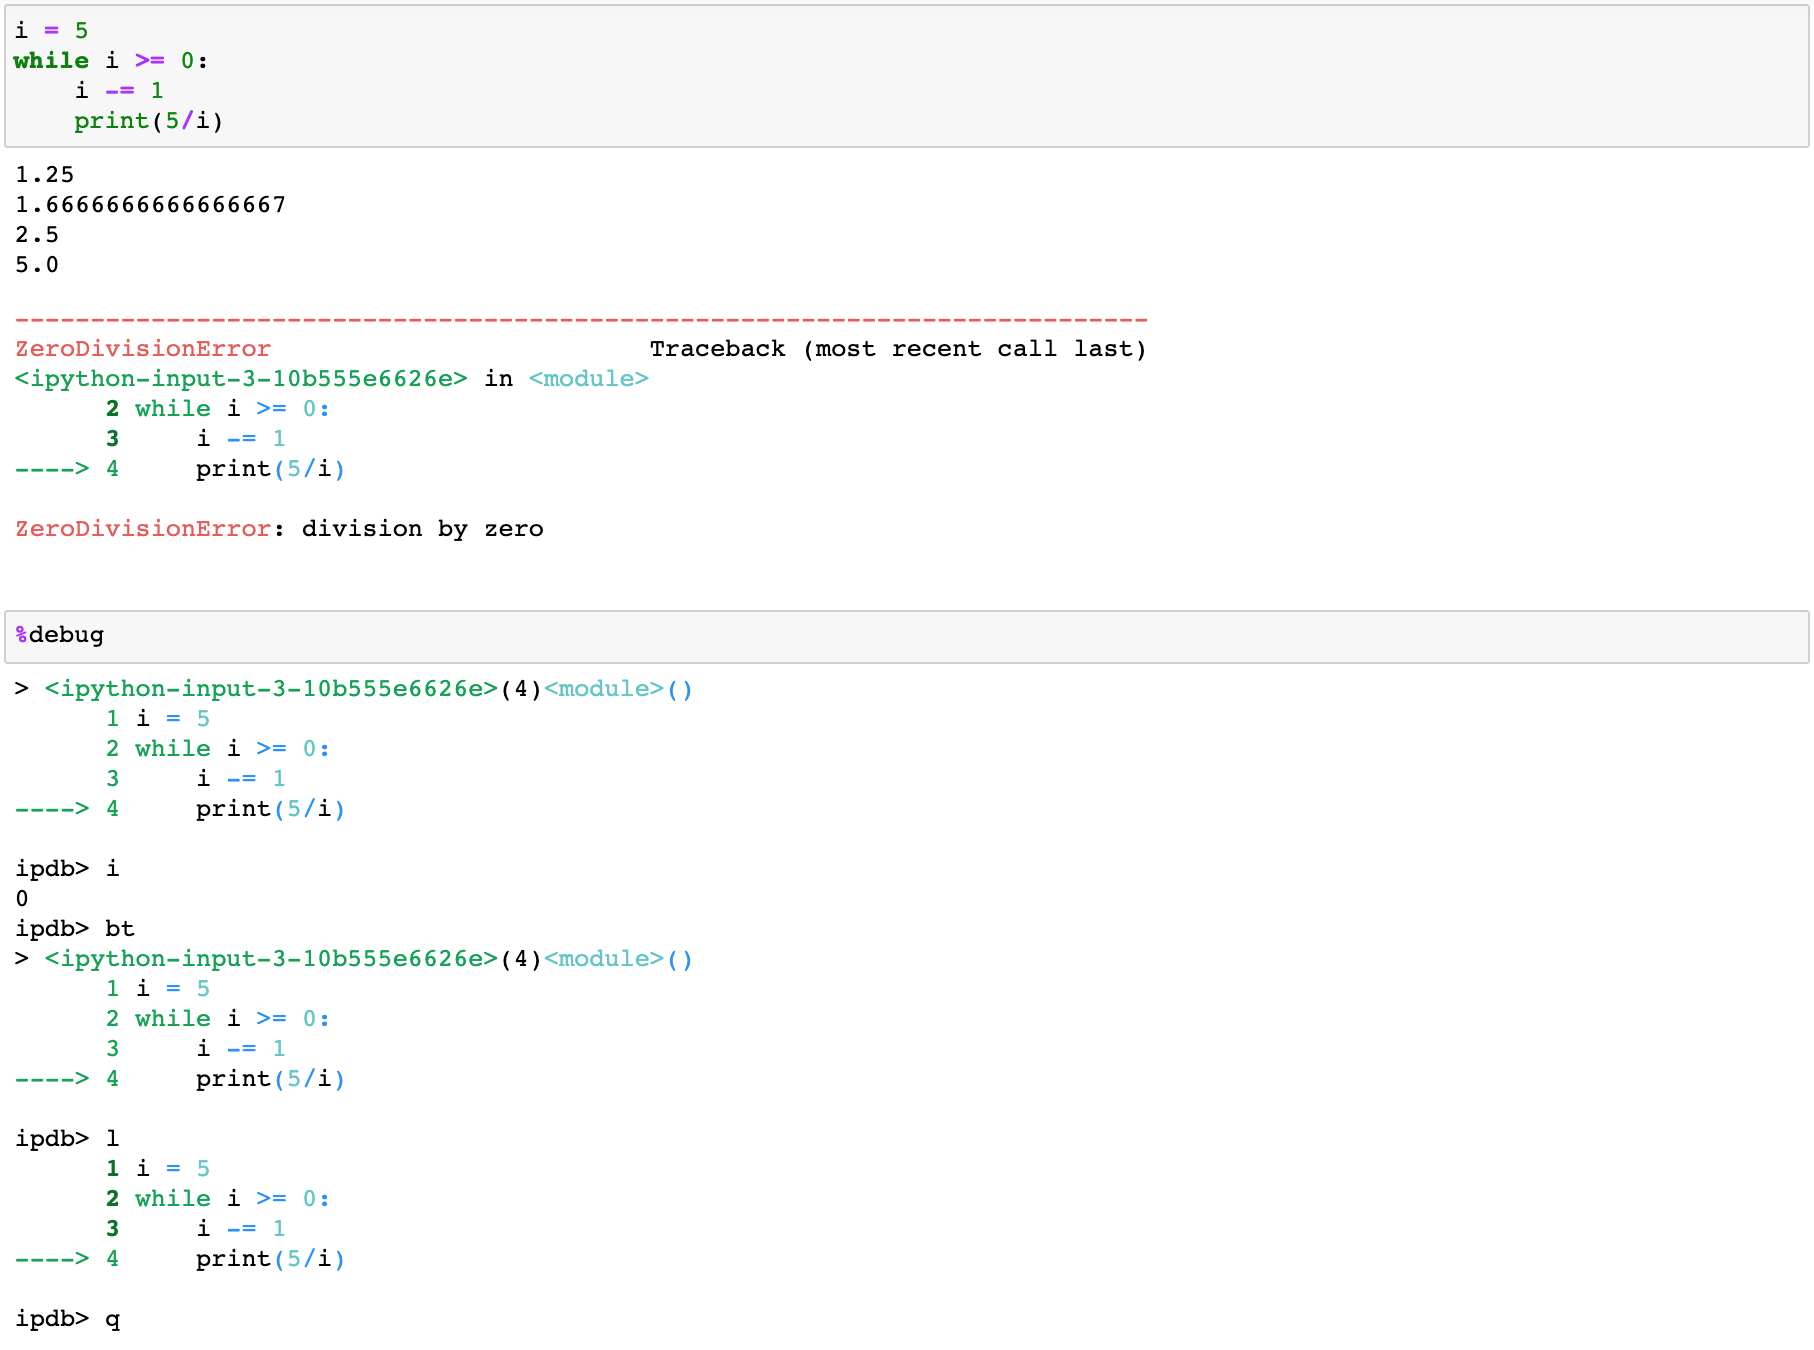 i = 5
while i >= 0:
    i -= 1
    print(5/i)
1.25
1.6666666666666667
2.5
5.0
---------------------------------------------------------------------------
ZeroDivisionError                         Traceback (most recent call last)
<ipython-input-3-10b555e6626e> in <module>
      2 while i >= 0:
      3     i -= 1
----> 4     print(5/i)
ZeroDivisionError: division by zero
%debug
> <ipython-input-3-10b555e6626e>(4)<module>()
      1 i = 5
      2 while i >= 0:
      3     i -= 1
----> 4     print(5/i)
ipdb> i
0
ipdb> bt
> <ipython-input-3-10b555e6626e>(4)<module>()
      1 i = 5
      2 while i >= 0:
      3     i -= 1
----> 4     print(5/i)
ipdb> l
      1 i = 5
      2 while i >= 0:
      3     i -= 1
----> 4     print(5/i)
ipdb> q